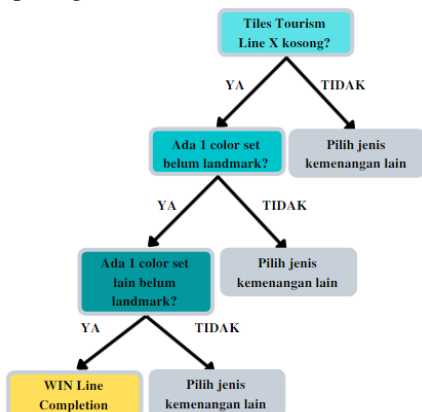 Tiles Tourism
Line X kosong?
YA
TIDAK
Ada 1 color set
belum landmark?
Pilih jenis
kemenangan lain
YA
TIDAK
Ada 1 color set
lain belum
landmark?
Pilih jenis
kemenangan lain
YA
TIDAK
WIN Line
Completion
Pilih jenis
kemenangan lain